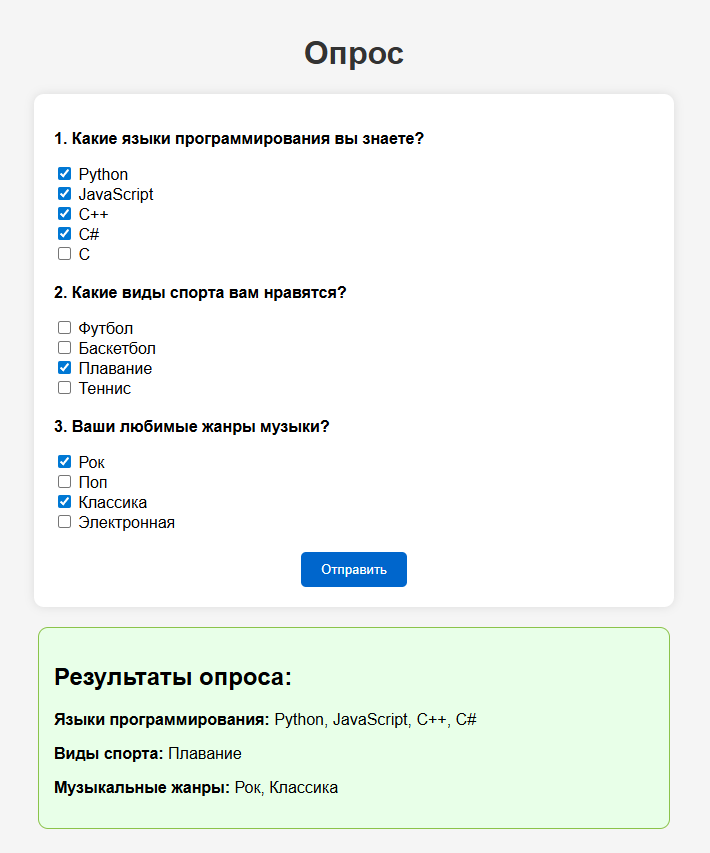 Опрос
1. Какие языки программирования вы знаете?
Python
JavaScript
C++
C#
C
2. Какие виды спорта вам нравятся?
Футбол
Баскетбол
Плавание
Теннис
3. Ваши любимые жанры музыки?
Рок
Поп
Классика
Электронная
Отправить
Результаты опроса:
Языки программирования: Python, JavaScript, C++, C#
Виды спорта: Плавание
Музыкальные жанры: Рок, Классика